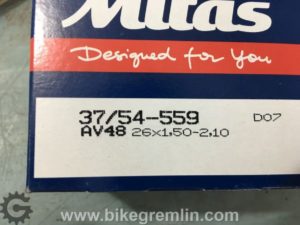 Mitas
Designed for You
37/54-559 D07
AV48 26x1,50-2,10
www.bikegremlin.com